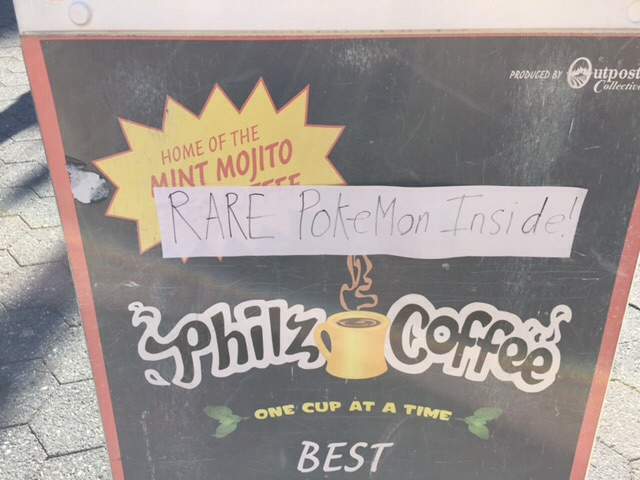 PRODUCED BY Outpost
Collective
HOME OF THE
MINT MOJITO
RARE PokeMon Inside!
Philz Coffee
ONE CUP AT A TIME
BEST